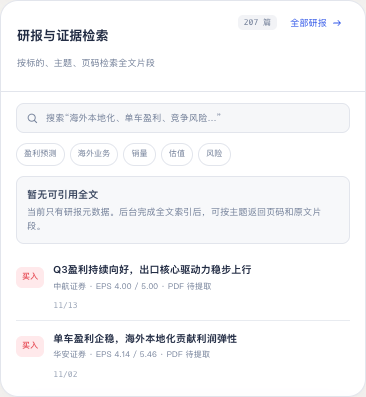 207 篇
全部研报 →
研报与证据检索
按标的、主题、页码检索全文片段
搜索“海外本地化、单车盈利、竞争风险...”
盈利预测
海外业务
销量
估值
风险
暂无可引用全文
当前只有研报元数据。后台完成全文索引后，可按主题返回页码和原文片
段。
买入
Q3盈利持续向好，出口核心驱动力稳步上行
中航证券 · EPS 4.00 / 5.00 · PDF 待提取
11/13
买入
单车盈利企稳，海外本地化贡献利润弹性
华安证券 · EPS 4.14 / 5.46 · PDF 待提取
11/02